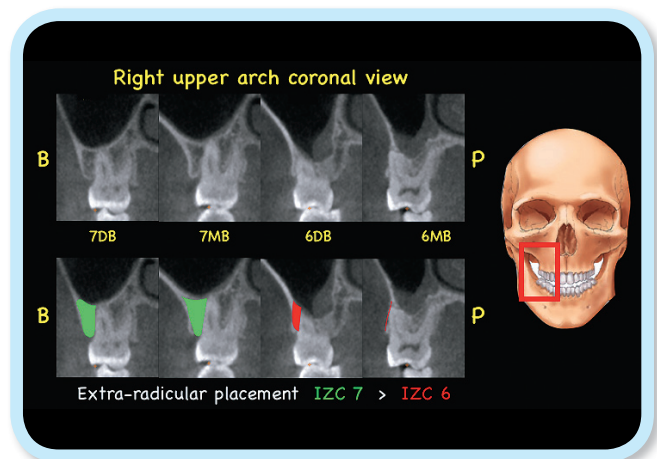 Right upper arch coronal view
B P
7DB 7MB 6DB 6MB
B P
Extra-radicular placement IZC 7 > IZC 6